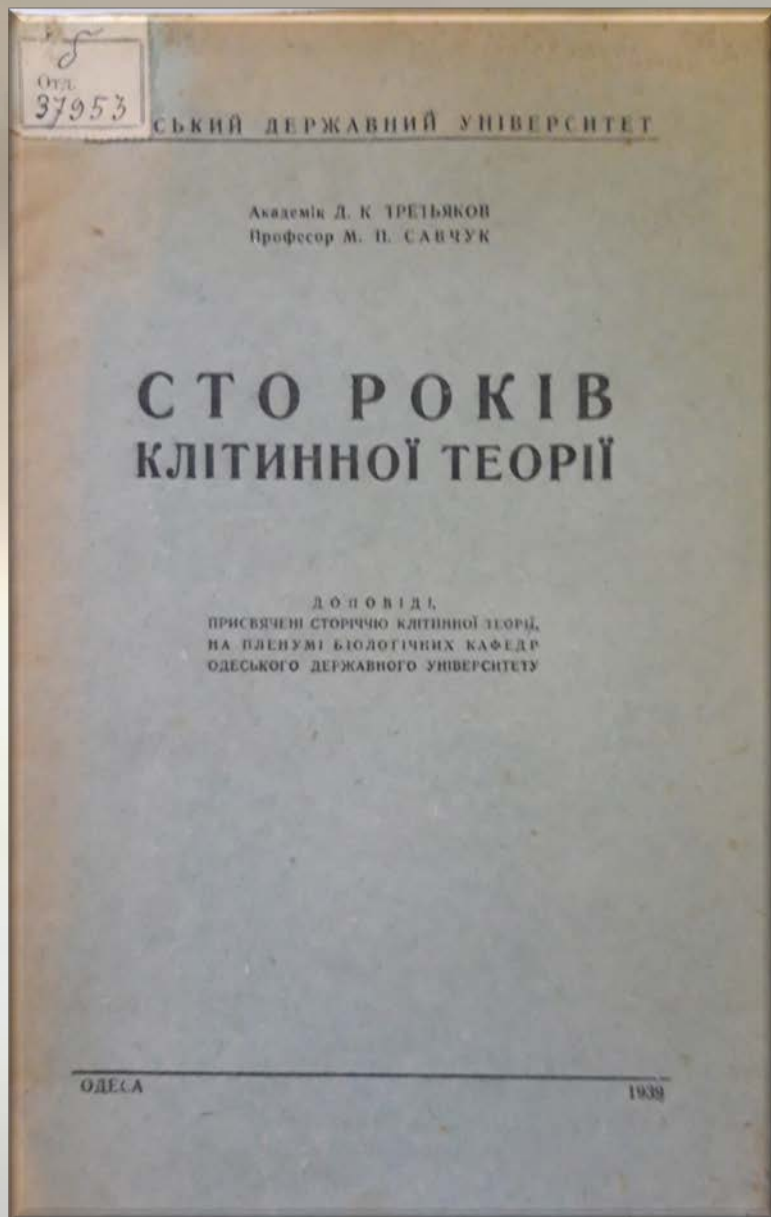 б
Отд.
37953
СЬКИЙ ДЕРЖАВНИЙ УНІВЕРСИТЕТ
Академік Д. К. ТРЕТЬЯКОВ
Професор М. П. САВЧУК
СТО РОКІВ
КЛІТИННОЇ ТЕОРІЇ
ДОПОВІДІ,
ПРИСВЯЧЕНІ СТОРІЧЧЮ КЛІТИННОЇ ТЕОРІЇ,
НА ПЛЕНУМІ БІОЛОГІЧНИХ КАФЕДР
ОДЕСЬКОГО ДЕРЖАВНОГО УНІВЕРСИТЕТУ
ОДЕСА
1939